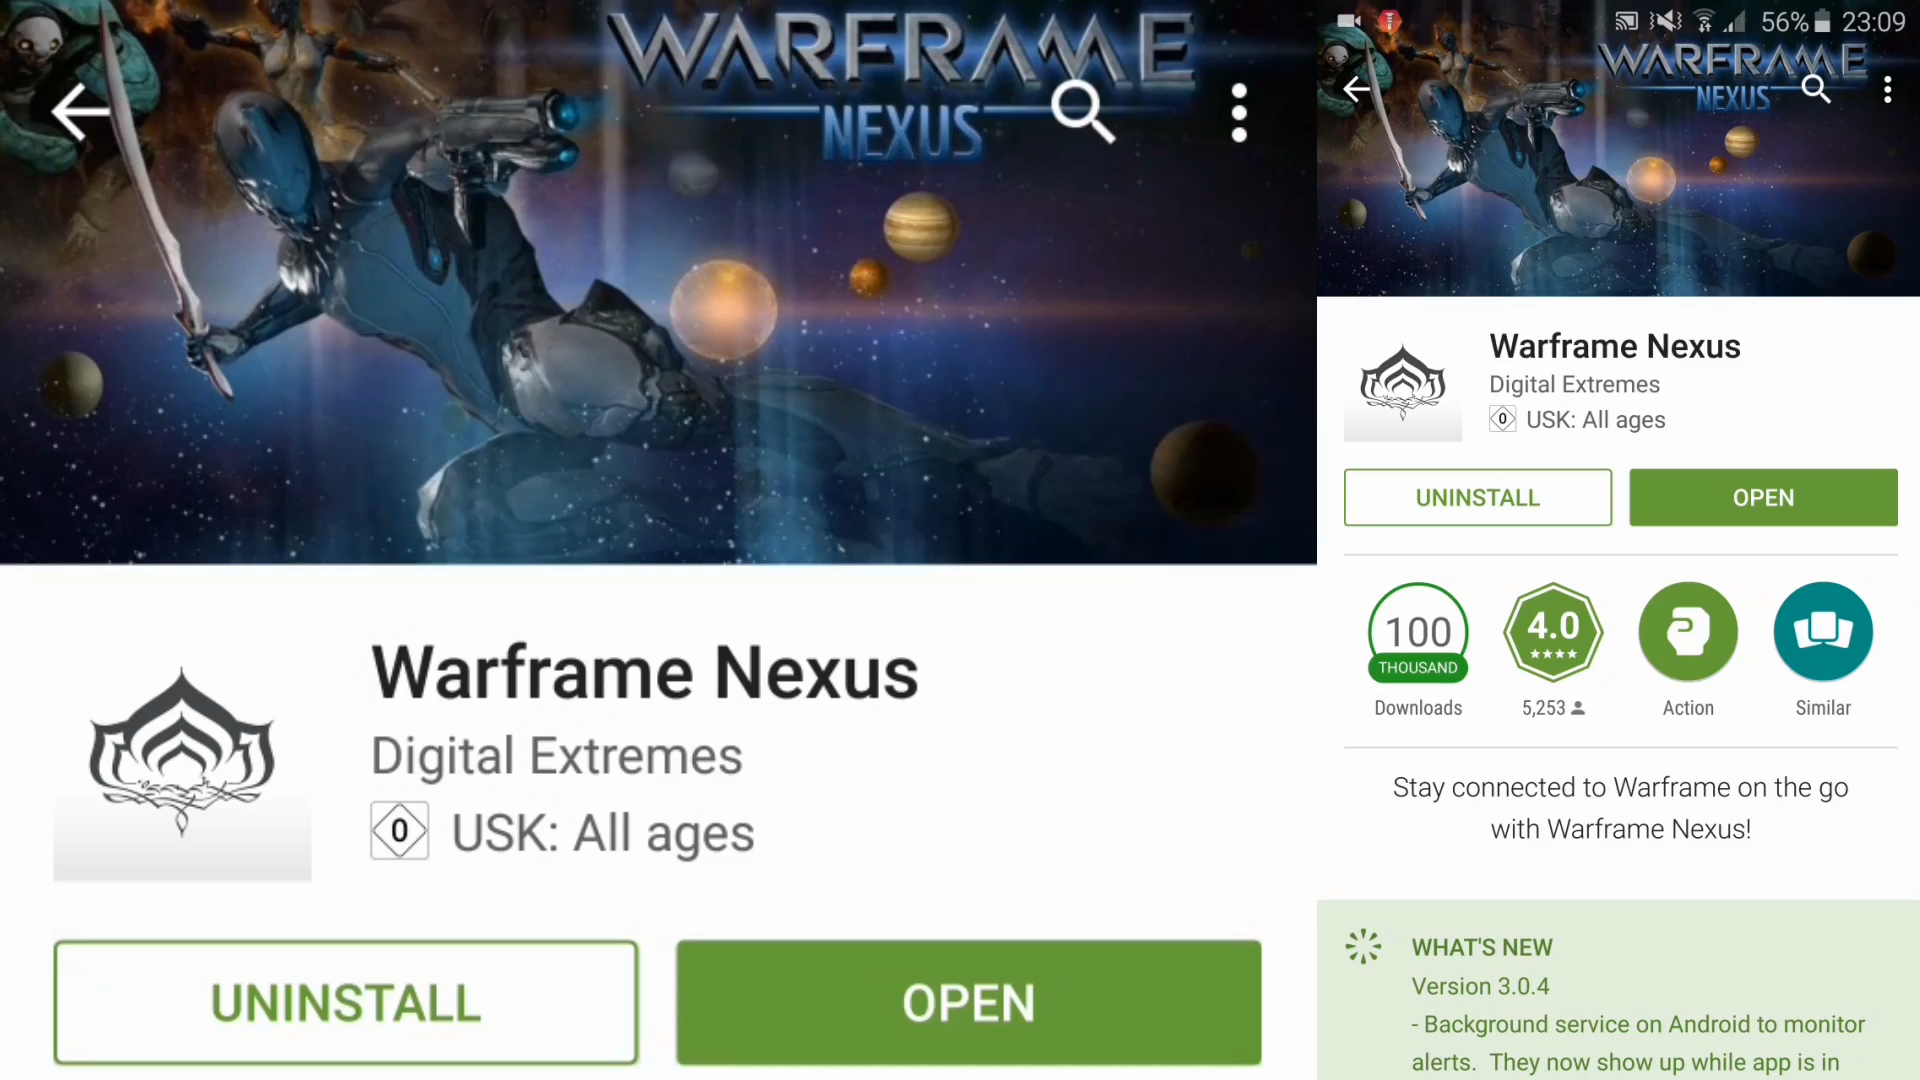 WARFRAME
NEXUS
Warframe Nexus
Digital Extremes
0 USK: All ages
UNINSTALL
OPEN
56% 23:09
WARFRAME
NEXUS
Warframe Nexus
Digital Extremes
0 USK: All ages
UNINSTALL
OPEN
100
THOUSAND
Downloads
4.0
5,253
Action
Similar
Stay connected to Warframe on the go
with Warframe Nexus!
WHAT'S NEW
Version 3.0.4
- Background service on Android to monitor
alerts. They now show up while app is in